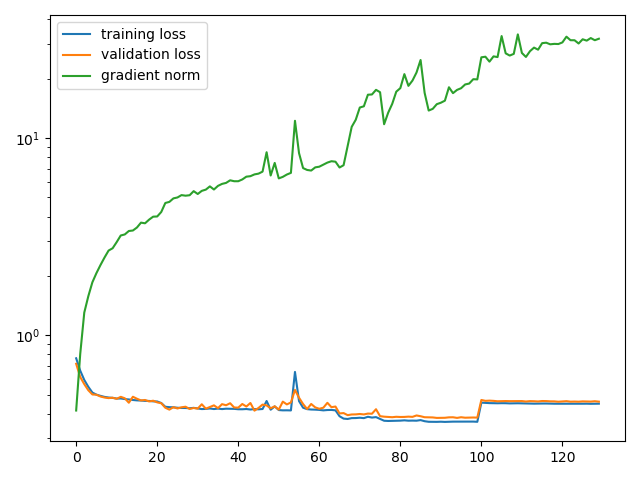 training loss
validation loss
gradient norm
10¹
10⁰
0 20 40 60 80 100 120